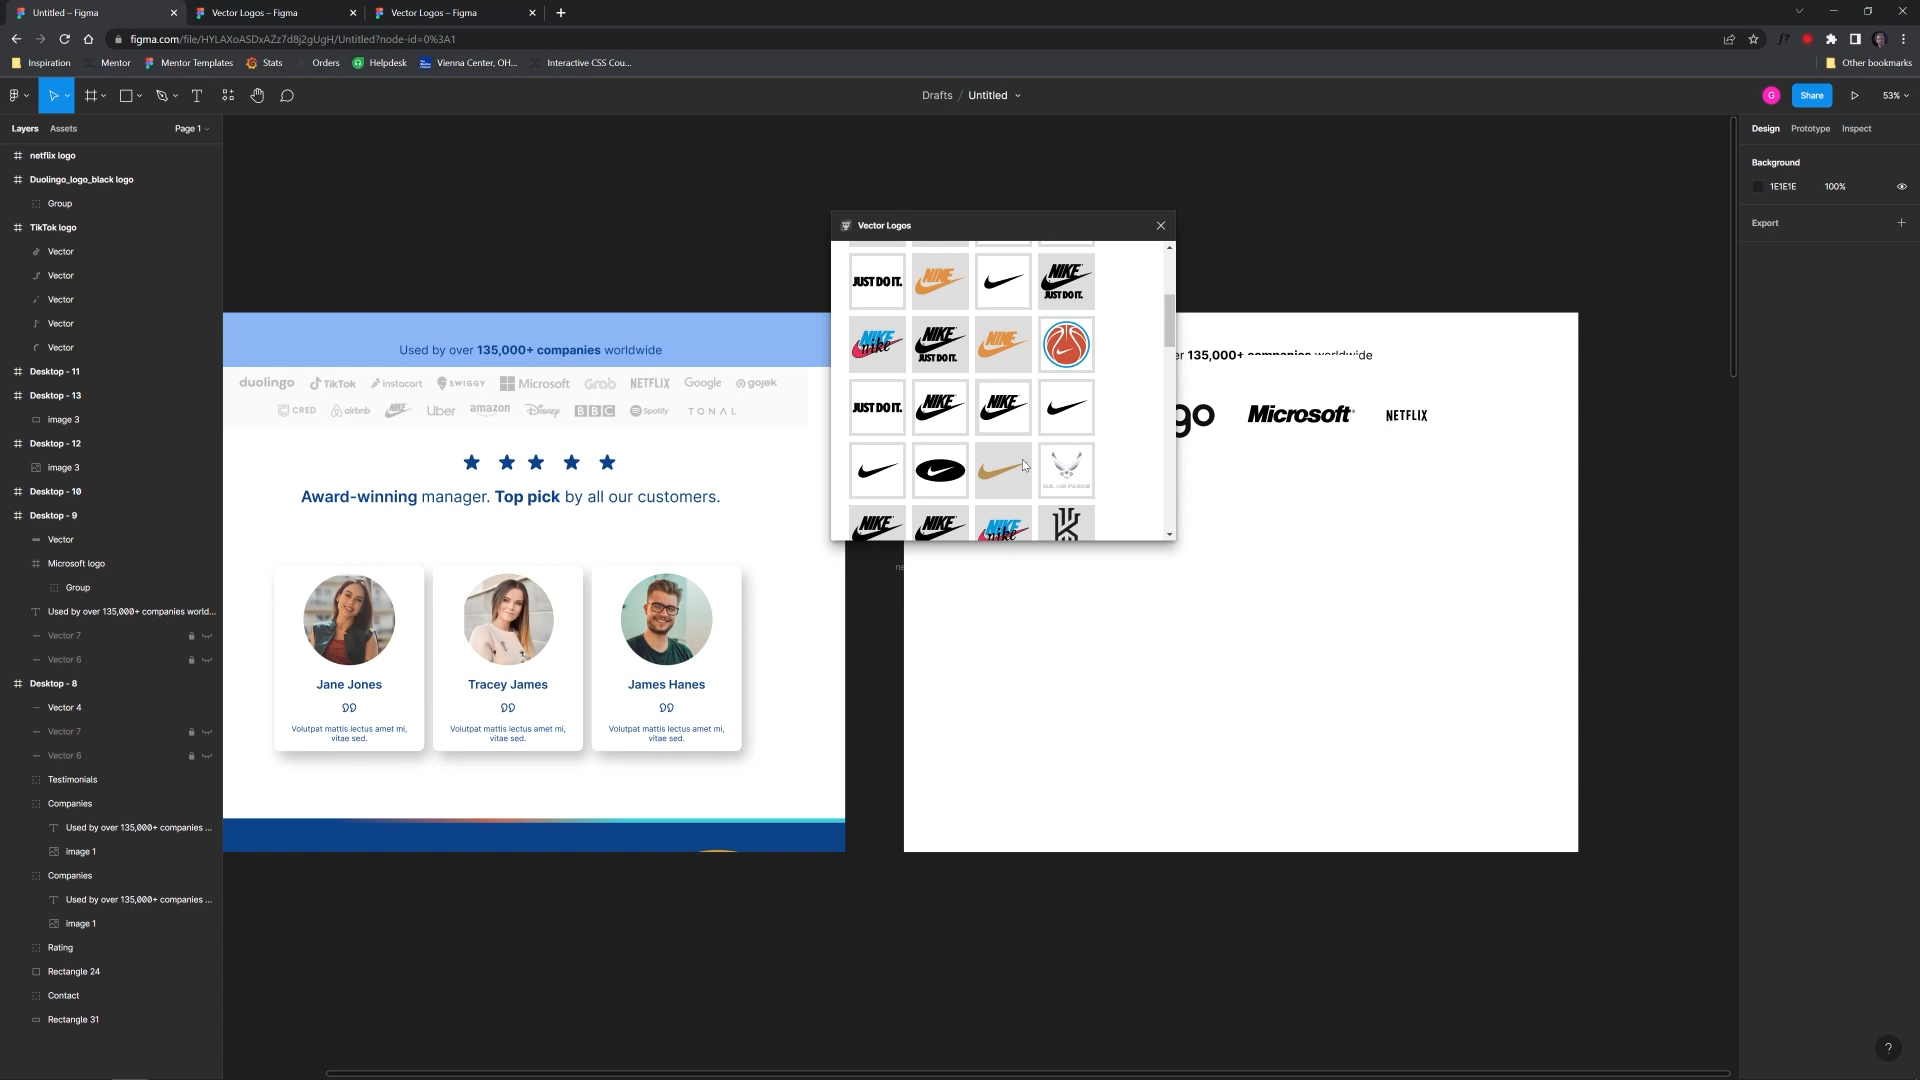 Untitled – Figma
Vector Logos – Figma
Vector Logos – Figma
figma.com/file/HYLAXoASDxAZz7d8j2gUgH/Untitled?node-id=0%3A1
Inspiration
Mentor
Mentor Templates
Stats
Orders
Helpdesk
Vienna Center, OH...
Interactive CSS Cou...
Other bookmarks
Drafts / Untitled
G
Share
53%
Layers
Assets
Page 1
Design
Prototype
Inspect
Background
1E1E1E
100%
Export
netflix logo
Duolingo_logo_black logo
Group
TikTok logo
Vector
Vector
Vector
Vector
Vector
Desktop - 11
Desktop - 13
image 3
Desktop - 12
image 3
Desktop - 10
Desktop - 9
Vector
Microsoft logo
Group
Used by over 135,000+ companies world...
Vector 7
Vector 6
Desktop - 8
Vector 4
Vector 7
Vector 6
Testimonials
Companies
Used by over 135,000+ companies ...
image 1
Companies
Used by over 135,000+ companies ...
image 1
Rating
Rectangle 24
Contact
Rectangle 31
Used by over 135,000+ companies worldwide
duolingo TikTok instacart SWIGGY Microsoft Grab NETFLIX Google gojek
CRED airbnb NIKE Uber amazon Disney BBC Spotify TONAL
Award-winning manager. Top pick by all our customers.
Jane Jones
Volutpat mattis lectus amet mi,
vitae sed.
Tracey James
Volutpat mattis lectus amet mi,
vitae sed.
James Hanes
Volutpat mattis lectus amet mi,
vitae sed.
Vector Logos
JUST DO IT. NIKE NIKE JUST DO IT.
NIKE nike NIKE JUST DO IT. NIKE
JUST DO IT. NIKE NIKE
U.S. AIR FORCE
NIKE NIKE NIKE nike
er 135,000+ companies worldwide
go Microsoft NETFLIX
ne
?